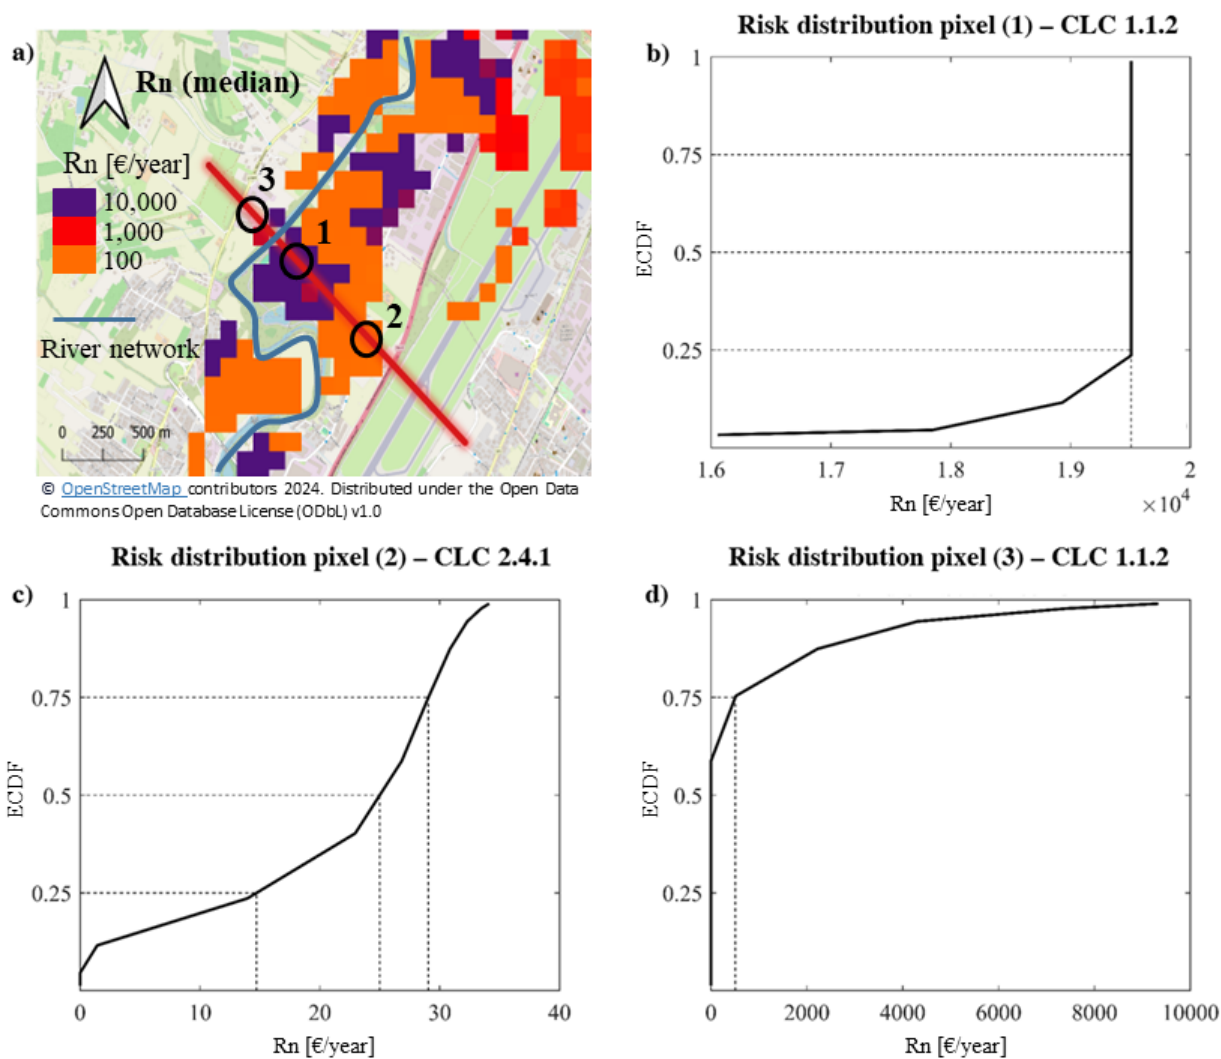 a)
Rn (median)
Rn [€/year]
10,000
1,000
100
River network
0 250 500 m
3
1
2
© OpenStreetMap contributors 2024. Distributed under the Open Data
Commons Open Database License (ODbL) v1.0
Risk distribution pixel (1) – CLC 1.1.2
b)
1
0.75
0.5
0.25
ECDF
1.6 1.7 1.8 1.9 2
×10⁴
Rn [€/year]
Risk distribution pixel (2) – CLC 2.4.1
c)
1
0.75
0.5
0.25
ECDF
0 10 20 30 40
Rn [€/year]
Risk distribution pixel (3) – CLC 1.1.2
d)
1
0.75
0.5
0.25
ECDF
0 2000 4000 6000 8000 10000
Rn [€/year]